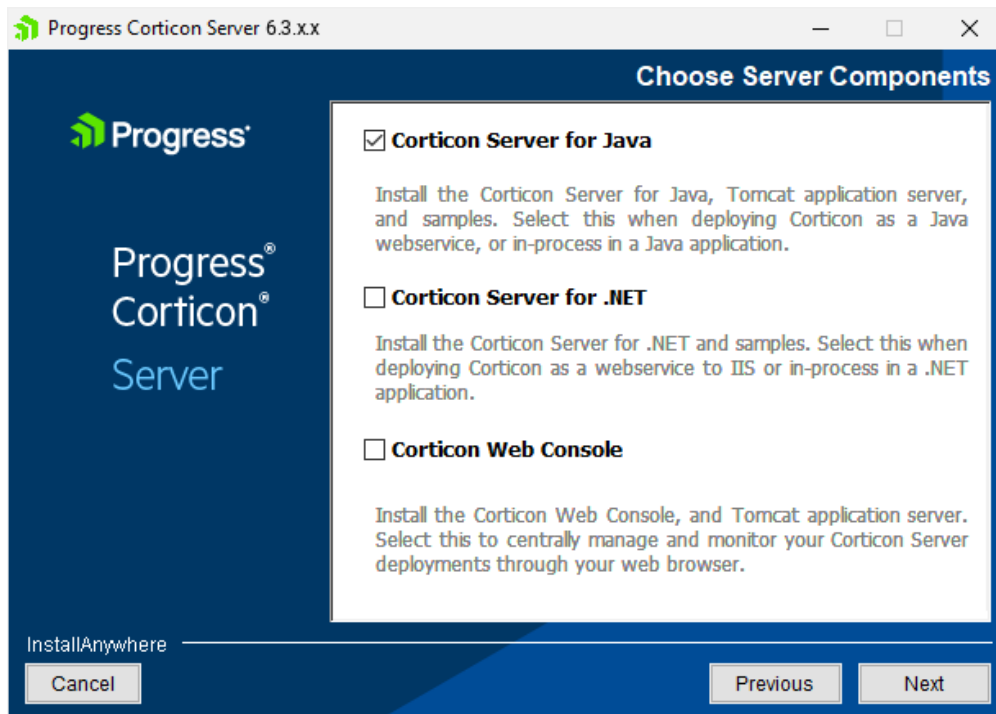 Progress Corticon Server 6.3.x.x
Choose Server Components
Progress
Progress®
Corticon®
Server
Corticon Server for Java
Install the Corticon Server for Java, Tomcat application server,
and samples. Select this when deploying Corticon as a Java
webservice, or in-process in a Java application.
Corticon Server for .NET
Install the Corticon Server for .NET and samples. Select this when
deploying Corticon as a webservice to IIS or in-process in a .NET
application.
Corticon Web Console
Install the Corticon Web Console, and Tomcat application server.
Select this to centrally manage and monitor your Corticon Server
deployments through your web browser.
InstallAnywhere
Cancel
Previous
Next